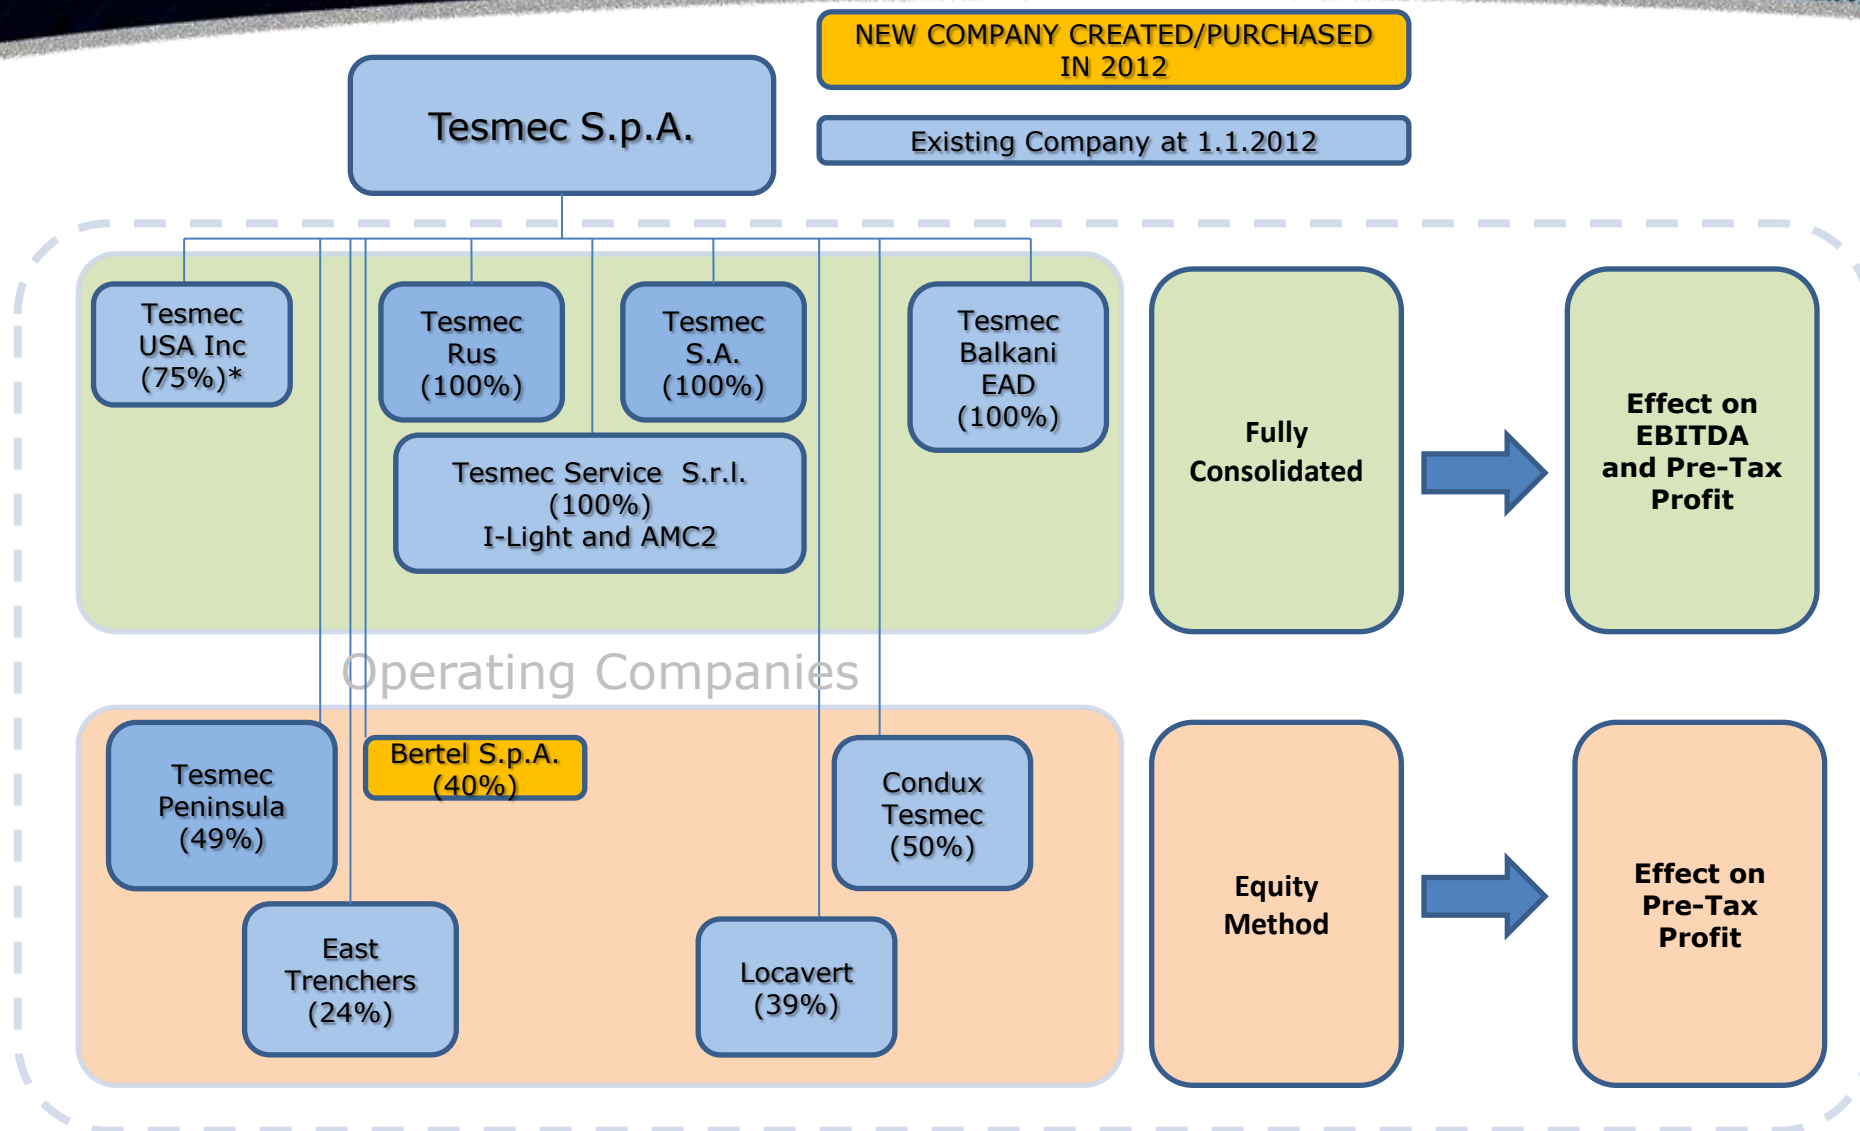 NEW COMPANY CREATED/PURCHASED
IN 2012
Tesmec S.p.A.
Existing Company at 1.1.2012
Tesmec
USA Inc
(75%)*
Tesmec
Rus
(100%)
Tesmec
S.A.
(100%)
Tesmec
Balkani
EAD
(100%)
Tesmec Service  S.r.l.
(100%)
I-Light and AMC2
Fully
Consolidated
Effect on
EBITDA
and Pre-Tax
Profit
Operating Companies
Tesmec
Peninsula
(49%)
Bertel S.p.A.
(40%)
Condux
Tesmec
(50%)
East
Trenchers
(24%)
Locavert
(39%)
Equity
Method
Effect on
Pre-Tax
Profit